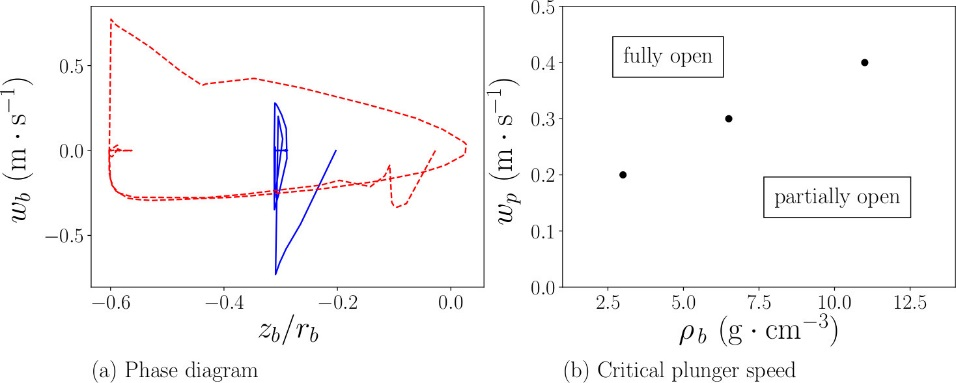 0.5
0.0
−0.5
w_b (m · s⁻¹)
−0.6 −0.4 −0.2 0.0
z_b/r_b
(a) Phase diagram
0.5
0.4
0.3
0.2
0.1
0.0
w_p (m · s⁻¹)
fully open
partially open
2.5 5.0 7.5 10.0 12.5
ρ_b (g · cm⁻³)
(b) Critical plunger speed